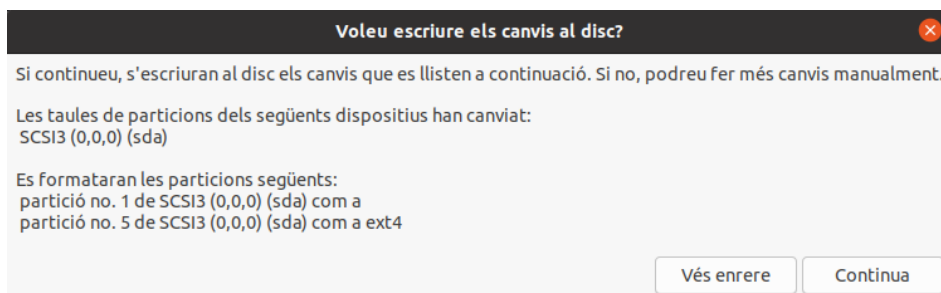 Voleu escriure els canvis al disc?
Si continueu, s'escriuran al disc els canvis que es llisten a continuació. Si no, podreu fer més canvis manualment.
Les taules de particions dels següents dispositius han canviat:
SCSI3 (0,0,0) (sda)
Es formataran les particions següents:
partició no. 1 de SCSI3 (0,0,0) (sda) com a
partició no. 5 de SCSI3 (0,0,0) (sda) com a ext4
Vés enrere
Continua